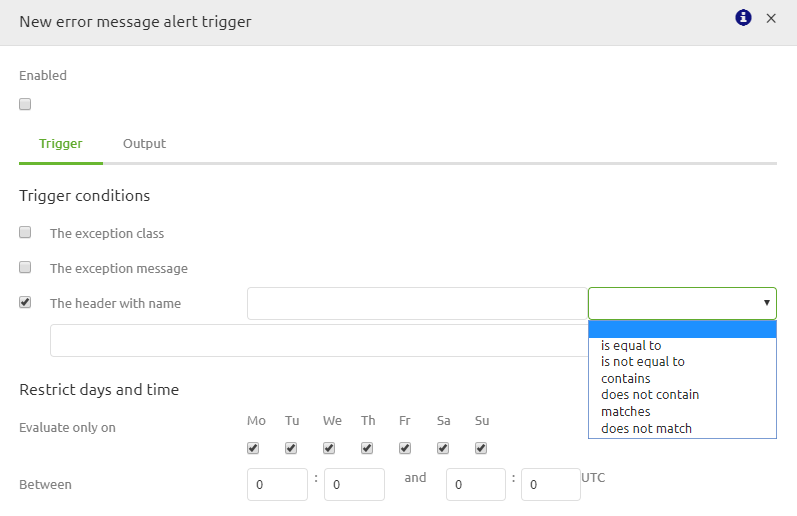 New error message alert trigger
Enabled
Trigger Output
Trigger conditions
The exception class
The exception message
The header with name
is equal to
is not equal to
contains
does not contain
matches
does not match
Restrict days and time
Evaluate only on Mo Tu We Th Fr Sa Su
Between 0 : 0 and 0 : 0 UTC